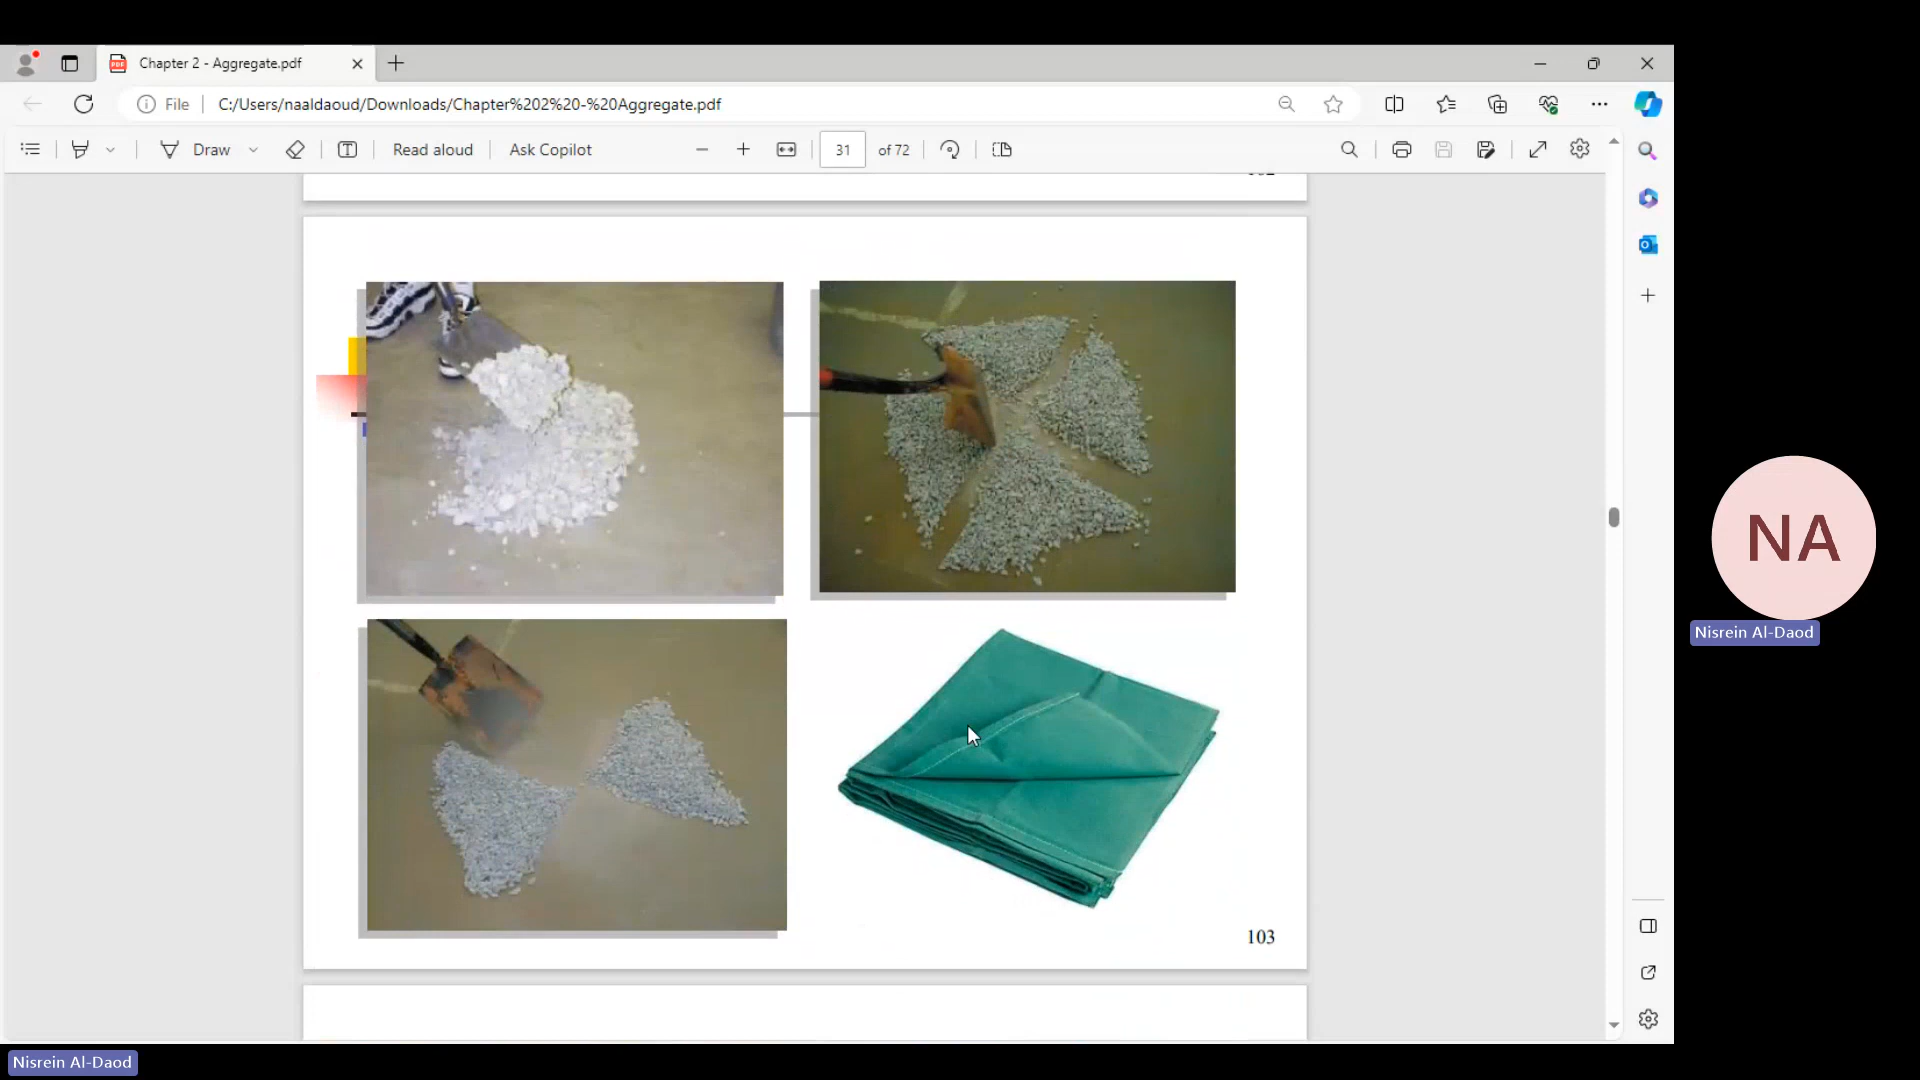 Chapter 2 - Aggregate.pdf
File C:/Users/naaldaoud/Downloads/Chapter%202%20-%20Aggregate.pdf
Draw Read aloud Ask Copilot 31 of 72
103
NA
Nisrein Al-Daod
Nisrein Al-Daod